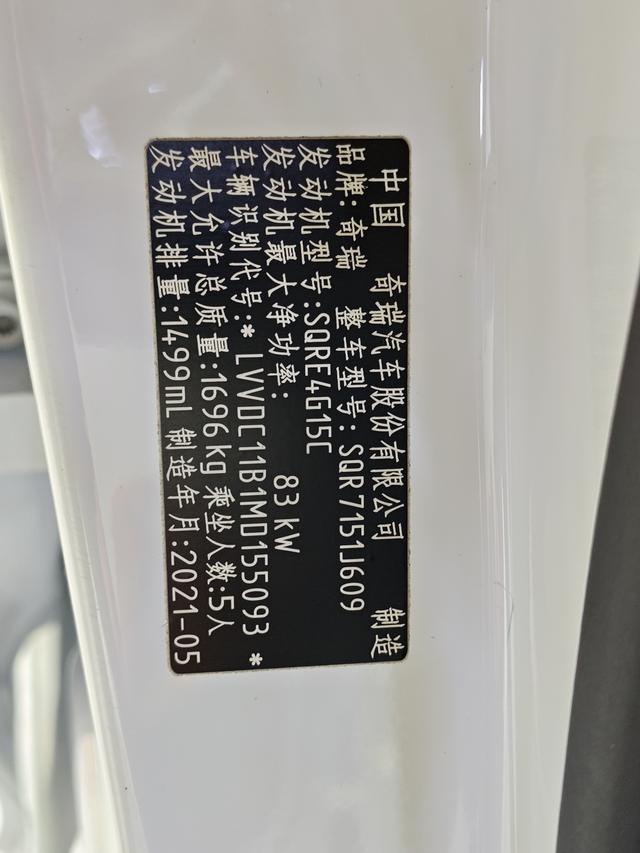 中国 奇瑞汽车股份有限公司 制造
品牌:奇瑞 整车型号:SQR7151J609
发动机型号:SQRE4G15C
发动机最大净功率: 83kW
车辆识别代号:* LVVDC11B1MD155093 *
最大允许总质量:1696kg 乘坐人数:5人
发动机排量:1499mL 制造年月:2021-05